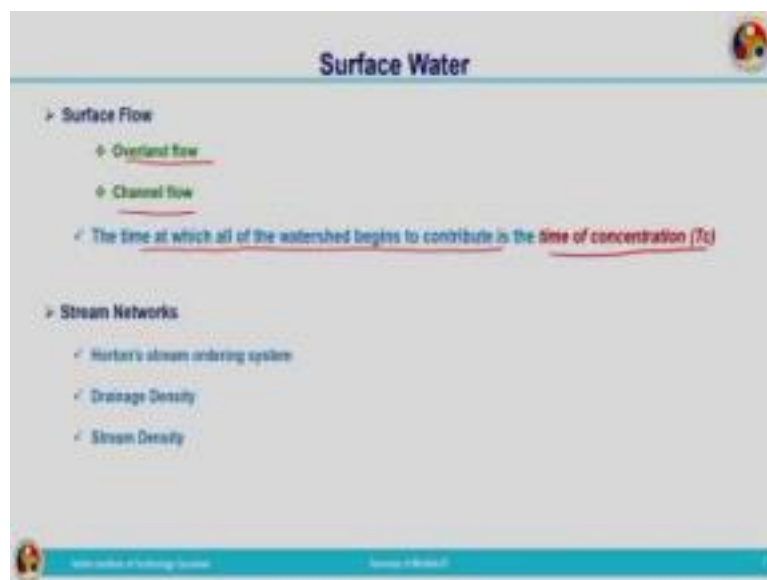 Surface Water
Surface Flow
Overland flow
Channel flow
The time at which all of the watershed begins to contribute is the time of concentration (Tc)
Stream Networks
Horton's stream ordering system
Drainage Density
Stream Density